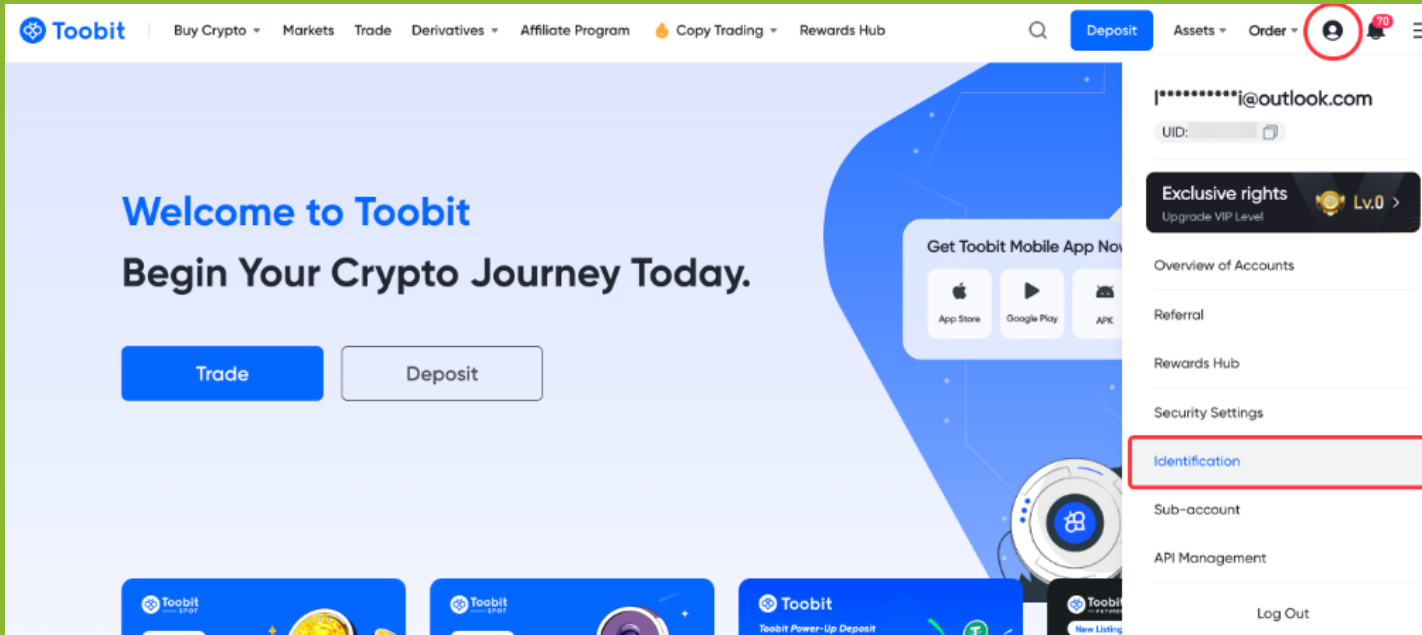 Toobit
Buy Crypto Markets Trade Derivatives Affiliate Program Copy Trading Rewards Hub Deposit Assets Order 70
l**********i@outlook.com
UID:
Exclusive rights
Upgrade VIP Level
Lv.0 >
Welcome to Toobit
Begin Your Crypto Journey Today.
Get Toobit Mobile App Now
App Store Google Play APK
Trade Deposit
Overview of Accounts
Referral
Rewards Hub
Security Settings
Identification
Sub-account
API Management
Log Out
Toobit
SPOT
Toobit
SPOT
Toobit
Toobit Power-Up Deposit
Toobit
FUTURES
New Listing